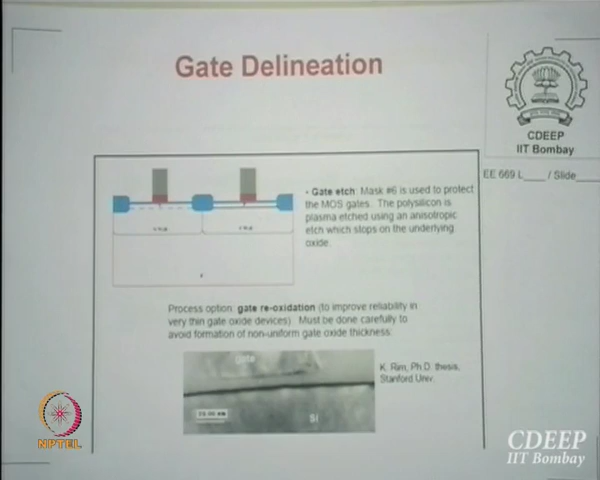 Gate Delineation
CDEEP
IIT Bombay
EE 669 L____ / Slide____
- Gate etch: Mask #6 is used to protect
the MOS gates. The polysilicon is
plasma etched using an anisotropic
etch which stops on the underlying
oxide.
Process option: gate re-oxidation (to improve reliability in
very thin gate oxide devices). Must be done carefully to
avoid formation of non-uniform gate oxide thickness:
gate
Si
K. Rim, Ph.D. thesis,
Stanford Univ.
NPTEL
CDEEP
IIT Bombay